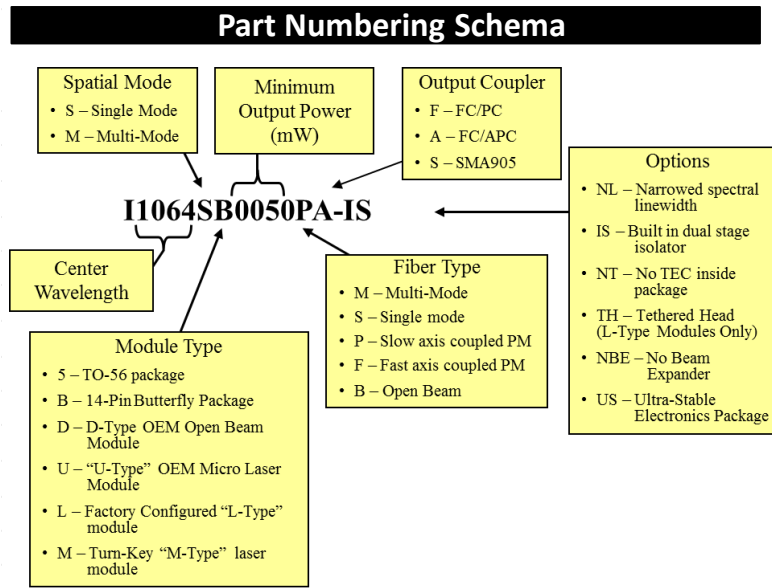 Part Numbering Schema
Spatial Mode
• S – Single Mode
• M – Multi-Mode
Minimum
Output Power
(mW)
Output Coupler
• F – FC/PC
• A – FC/APC
• S – SMA905
I1064SB0050PA-IS
Center
Wavelength
Module Type
• 5 – TO-56 package
• B – 14-Pin Butterfly Package
• D – D-Type OEM Open Beam
Module
• U – “U-Type” OEM Micro Laser
Module
• L – Factory Configured “L-Type”
module
• M – Turn-Key “M-Type” laser
module
Fiber Type
• M – Multi-Mode
• S – Single mode
• P – Slow axis coupled PM
• F – Fast axis coupled PM
• B – Open Beam
Options
• NL – Narrowed spectral
linewidth
• IS – Built in dual stage
isolator
• NT – No TEC inside
package
• TH – Tethered Head
(L-Type Modules Only)
• NBE – No Beam
Expander
• US – Ultra-Stable
Electronics Package